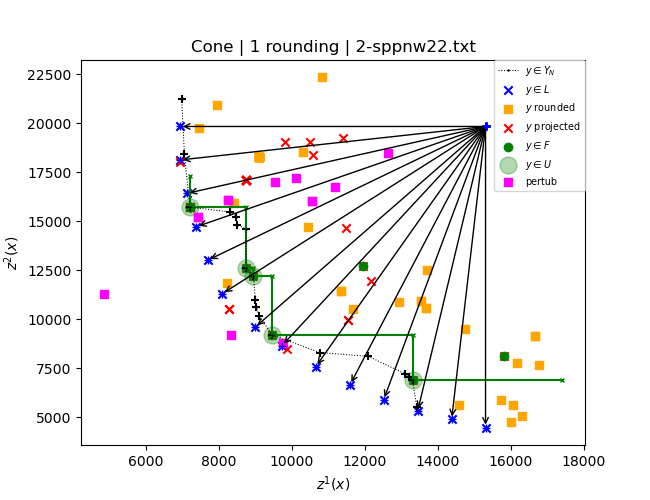 Cone | 1 rounding | 2-sppnw22.txt
22500
20000
17500
15000
12500
10000
7500
5000
z²(x)
6000
8000
10000
12000
14000
16000
18000
z¹(x)
y ∈ Y_N
y ∈ L
y rounded
y projected
y ∈ F
y ∈ U
pertub